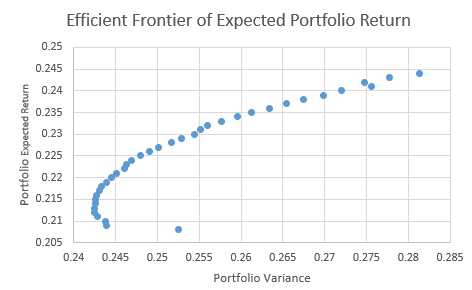 Efficient Frontier of Expected Portfolio Return
0.25
0.245
0.24
0.235
0.23
0.225
0.22
0.215
0.21
0.205
Portfolio Expected Return
0.24 0.245 0.25 0.255 0.26 0.265 0.27 0.275 0.28 0.285
Portfolio Variance